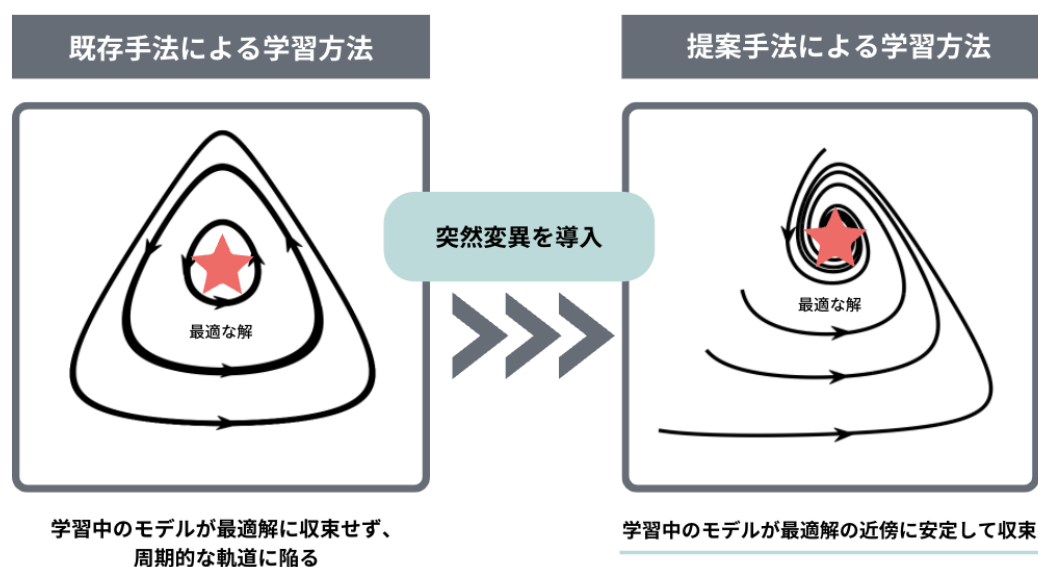 既存手法による学習方法
提案手法による学習方法
突然変異を導入
最適な解
最適な解
学習中のモデルが最適解に収束せず、
周期的な軌道に陥る
学習中のモデルが最適解の近傍に安定して収束